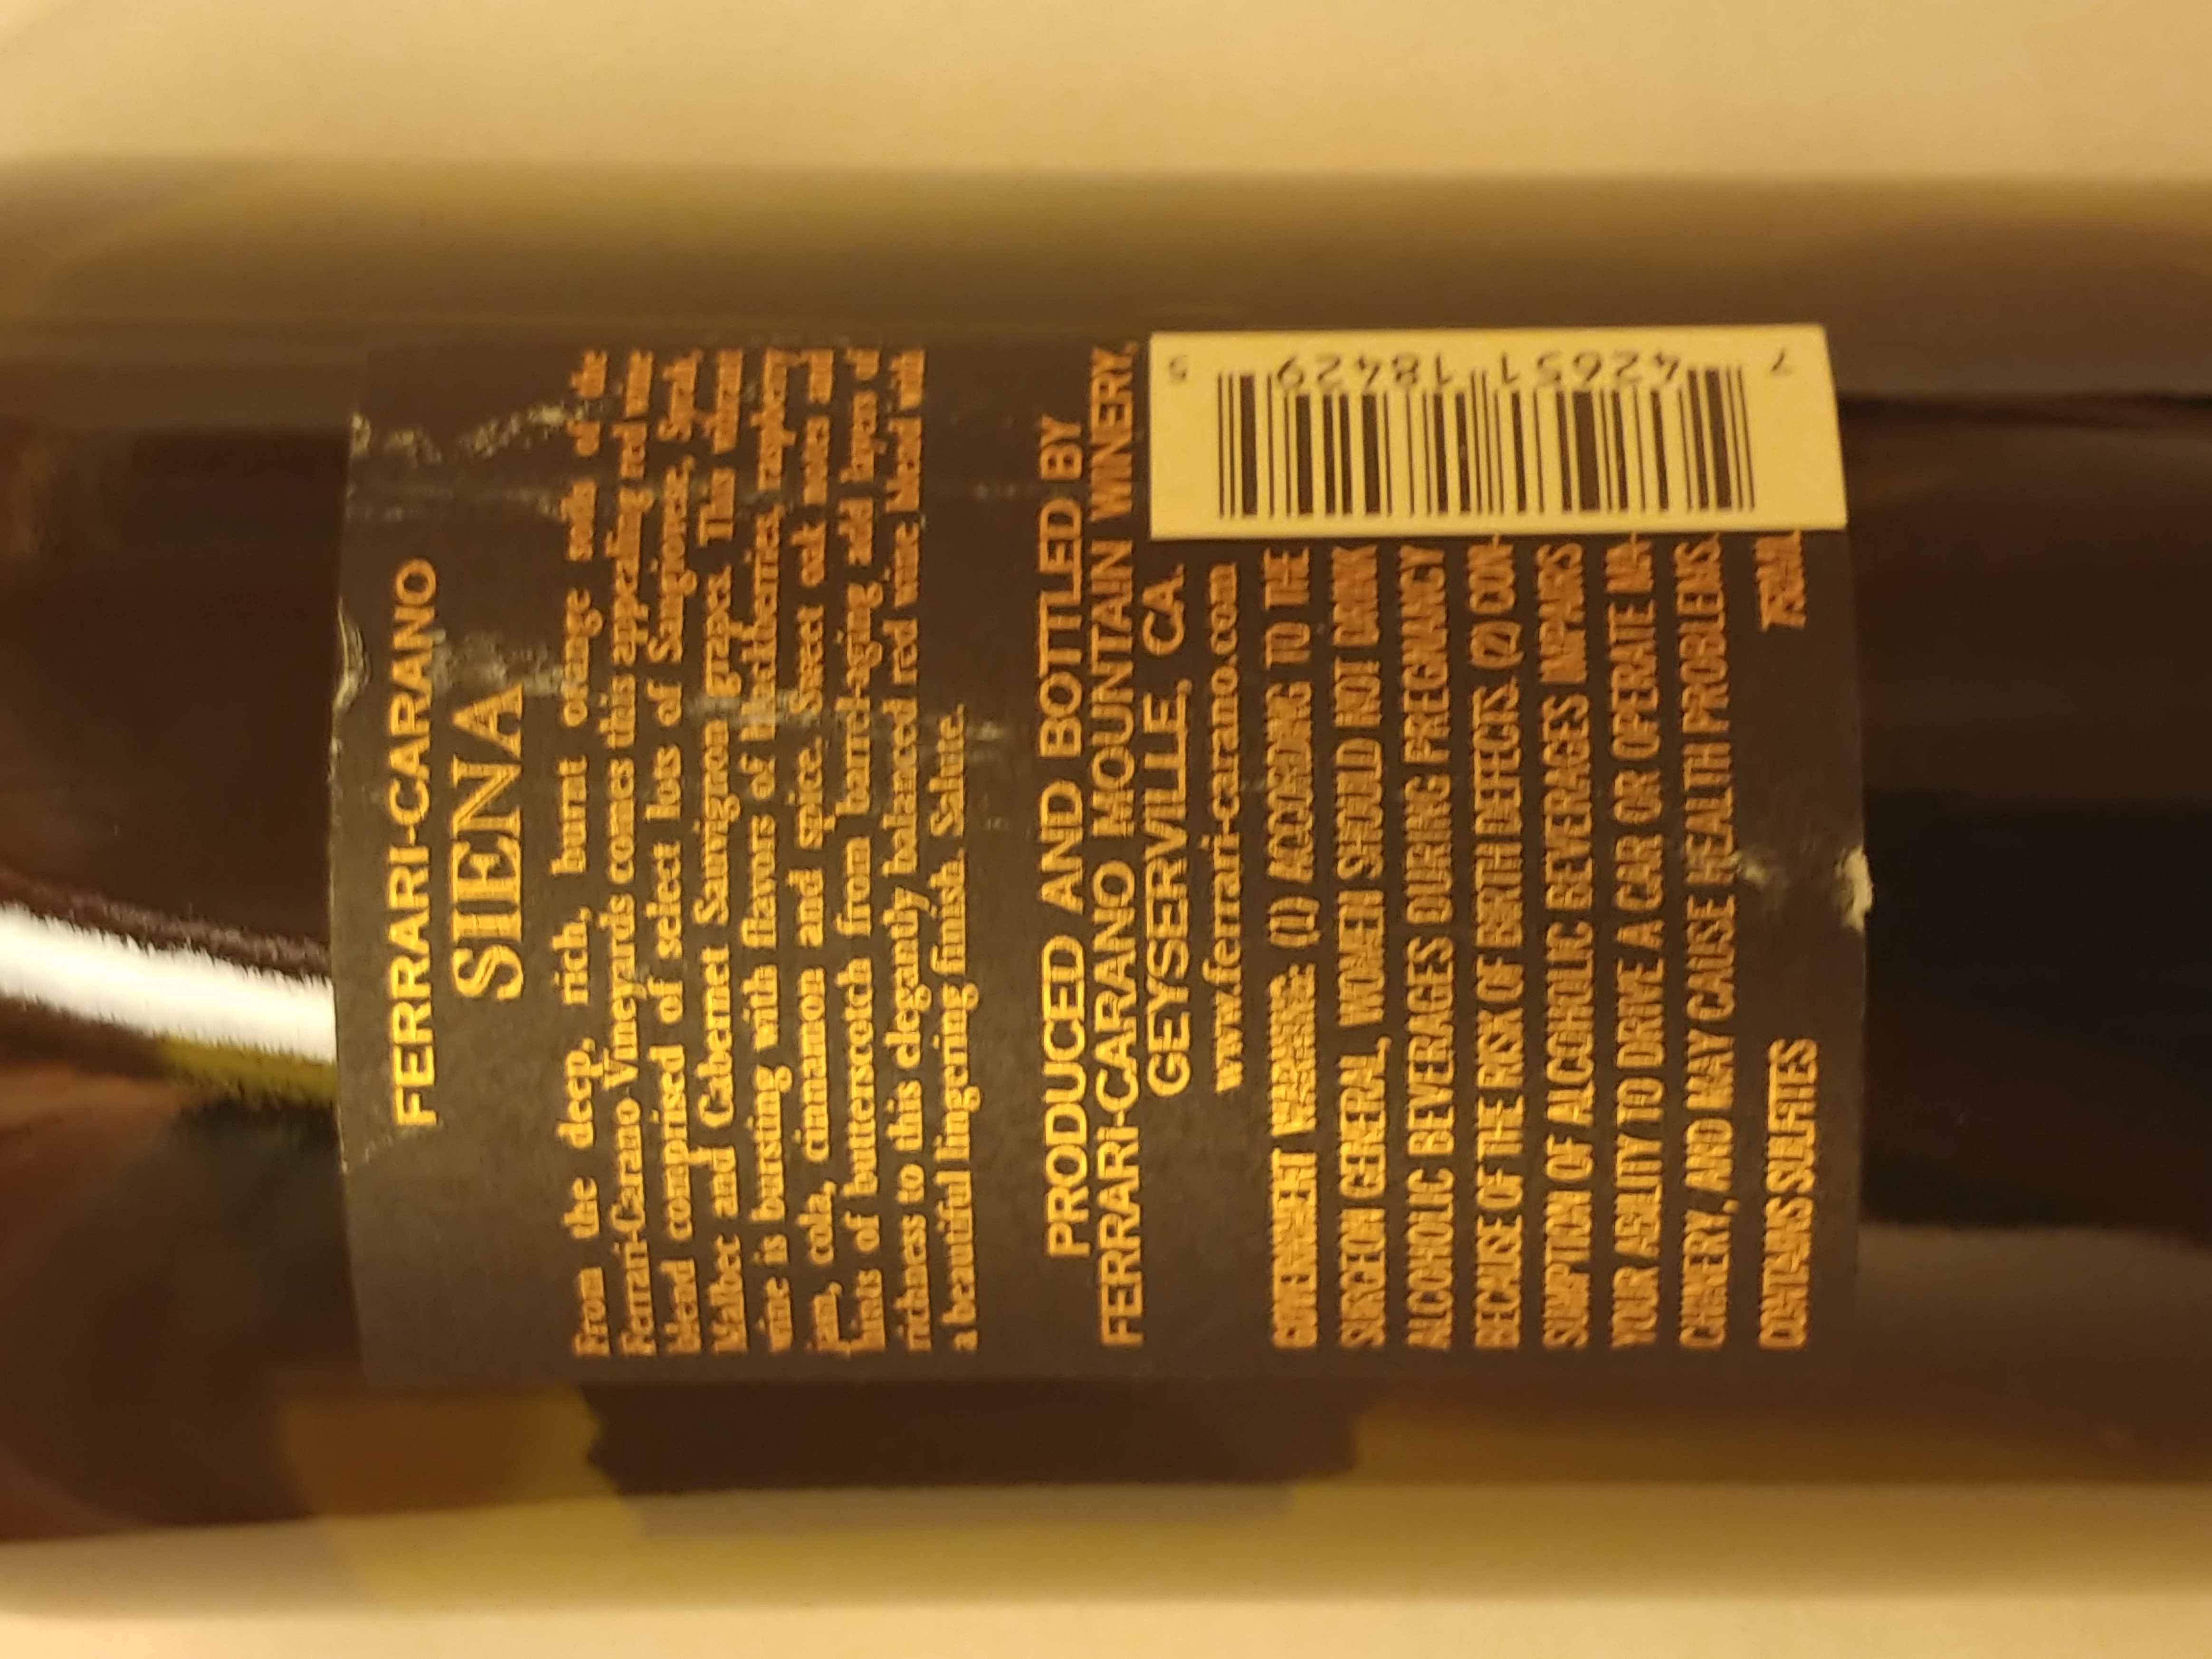 FERRARI-CARANO
SIENA
From the deep, rich, burnt orange soils of the
Ferrari-Carano Vineyards comes this appealing red wine
blend comprised of select lots of Sangiovese, Syrah,
Malbec and Cabernet Sauvignon grapes. This vibrant
wine is bursting with flavors of blackberries, raspberry
jam, cola, cinnamon and spice. Sweet oak notes and
hints of butterscotch from barrel-aging add layers of
richness to this elegantly balanced red wine blend with
a beautiful lingering finish. Salute.
PRODUCED AND BOTTLED BY
FERRARI-CARANO MOUNTAIN WINERY,
GEYSERVILLE, CA.
www.ferrari-carano.com
GOVERNMENT WARNING: (1) ACCORDING TO THE
SURGEON GENERAL, WOMEN SHOULD NOT DRINK
ALCOHOLIC BEVERAGES DURING PREGNANCY
BECAUSE OF THE RISK OF BIRTH DEFECTS. (2) CON-
SUMPTION OF ALCOHOLIC BEVERAGES IMPAIRS
YOUR ABILITY TO DRIVE A CAR OR OPERATE MA-
CHINERY, AND MAY CAUSE HEALTH PROBLEMS.
CONTAINS SULFITES 750ML
7 42651 18429 5